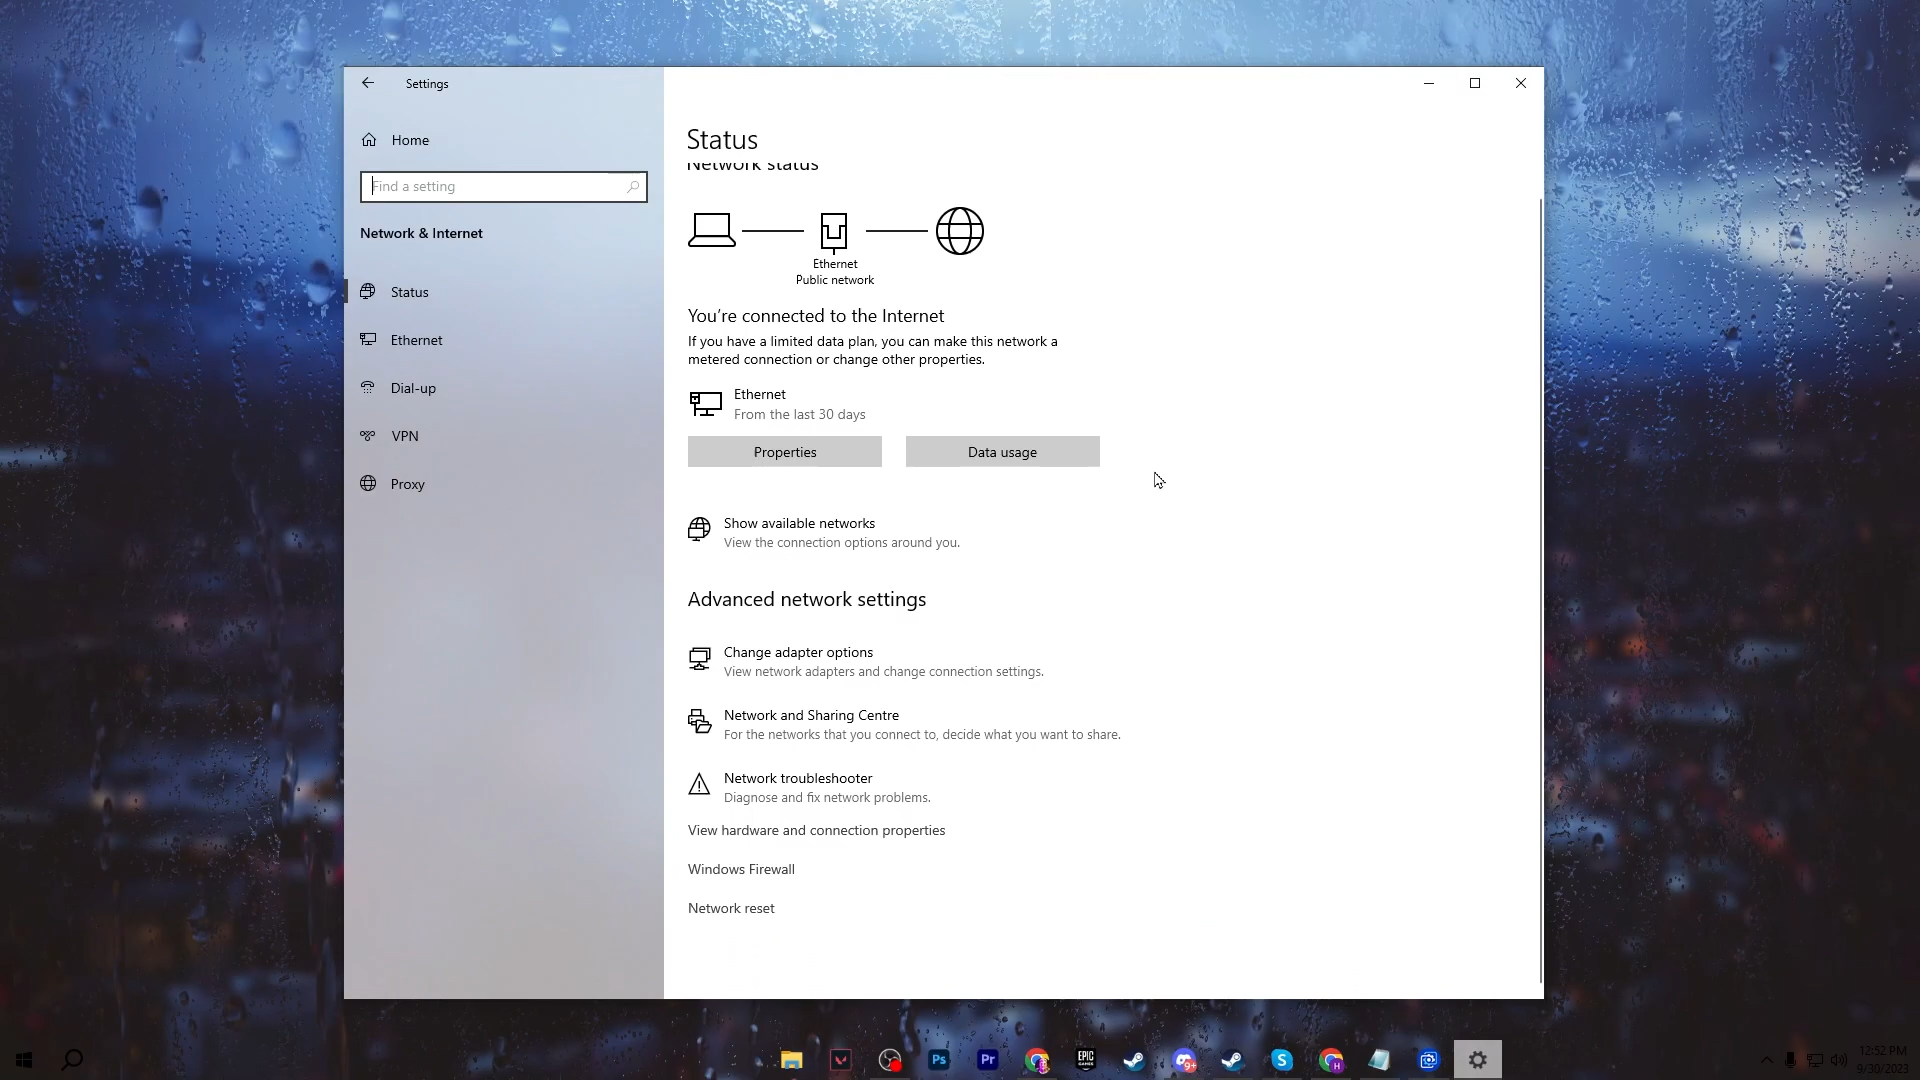 Settings
Home
Find a setting
Network & Internet
Status
Ethernet
Dial-up
VPN
Proxy
Status
Network status
Ethernet
Public network
You're connected to the Internet
If you have a limited data plan, you can make this network a
metered connection or change other properties.
Ethernet
From the last 30 days
Properties
Data usage
Show available networks
View the connection options around you.
Advanced network settings
Change adapter options
View network adapters and change connection settings.
Network and Sharing Centre
For the networks that you connect to, decide what you want to share.
Network troubleshooter
Diagnose and fix network problems.
View hardware and connection properties
Windows Firewall
Network reset
Ps
Pr
EPIC
GAMES
9+
S
H
12:52 PM
9/30/2023